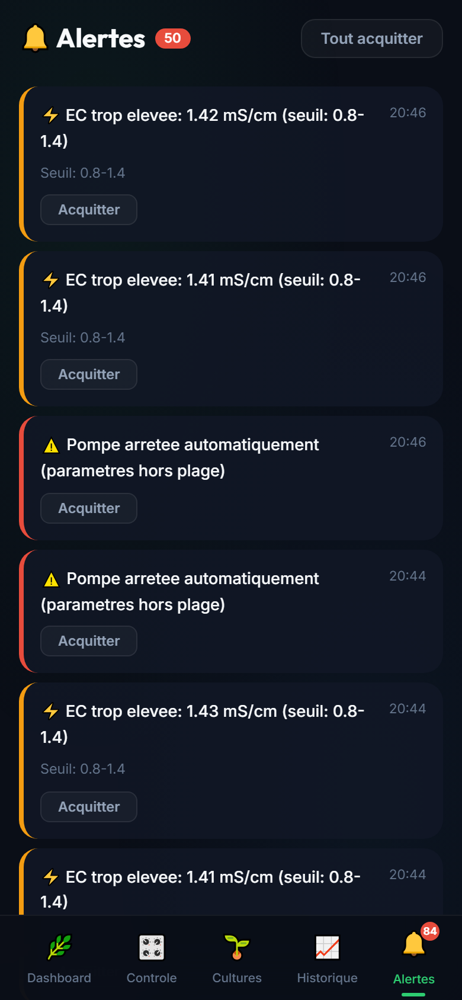 Alertes 50 Tout acquitter
EC trop elevee: 1.42 mS/cm (seuil: 0.8- 20:46
1.4)
Seuil: 0.8-1.4
Acquitter
EC trop elevee: 1.41 mS/cm (seuil: 0.8- 20:46
1.4)
Seuil: 0.8-1.4
Acquitter
Pompe arretee automatiquement 20:46
(parametres hors plage)
Acquitter
Pompe arretee automatiquement 20:44
(parametres hors plage)
Acquitter
EC trop elevee: 1.43 mS/cm (seuil: 0.8- 20:44
1.4)
Seuil: 0.8-1.4
Acquitter
EC trop elevee: 1.41 mS/cm (seuil: 0.8- 20:44
1.4)
84
Dashboard Controle Cultures Historique Alertes